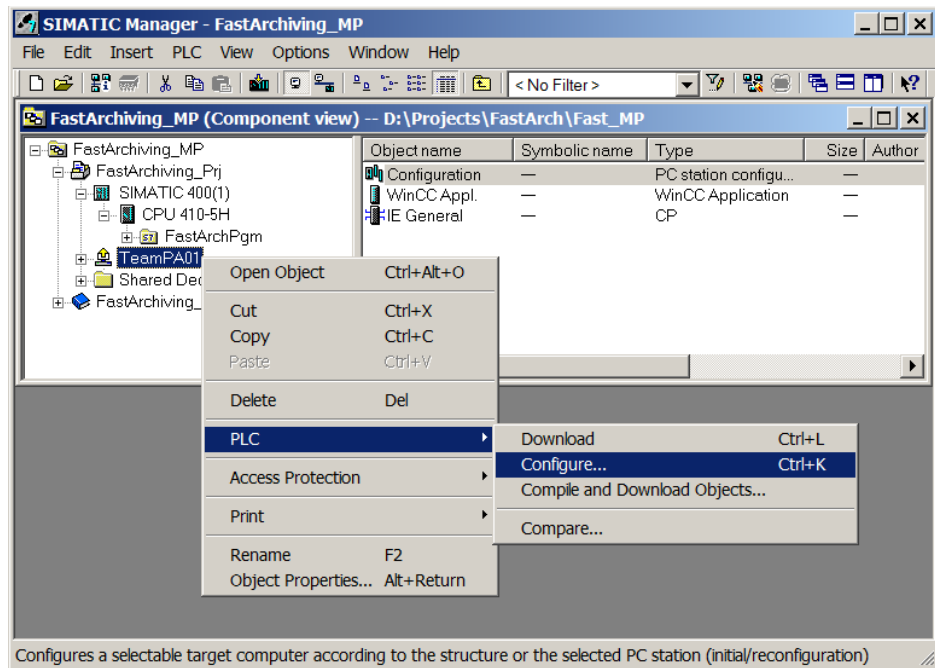 SIMATIC Manager - FastArchiving_MP
File Edit Insert PLC View Options Window Help
< No Filter >
FastArchiving_MP (Component view) -- D:\Projects\FastArch\Fast_MP
FastArchiving_MP
FastArchiving_Prj
SIMATIC 400(1)
CPU 410-5H
FastArchPgm
TeamPA01
Shared Dec
FastArchiving_
Object name Symbolic name Type Size Author
Configuration — PC station configu... —
WinCC Appl. — WinCC Application —
IE General — CP —
Open Object Ctrl+Alt+O
Cut Ctrl+X
Copy Ctrl+C
Paste Ctrl+V
Delete Del
PLC
Access Protection
Print
Rename F2
Object Properties... Alt+Return
Download Ctrl+L
Configure... Ctrl+K
Compile and Download Objects...
Compare...
Configures a selectable target computer according to the structure or the selected PC station (initial/reconfiguration)